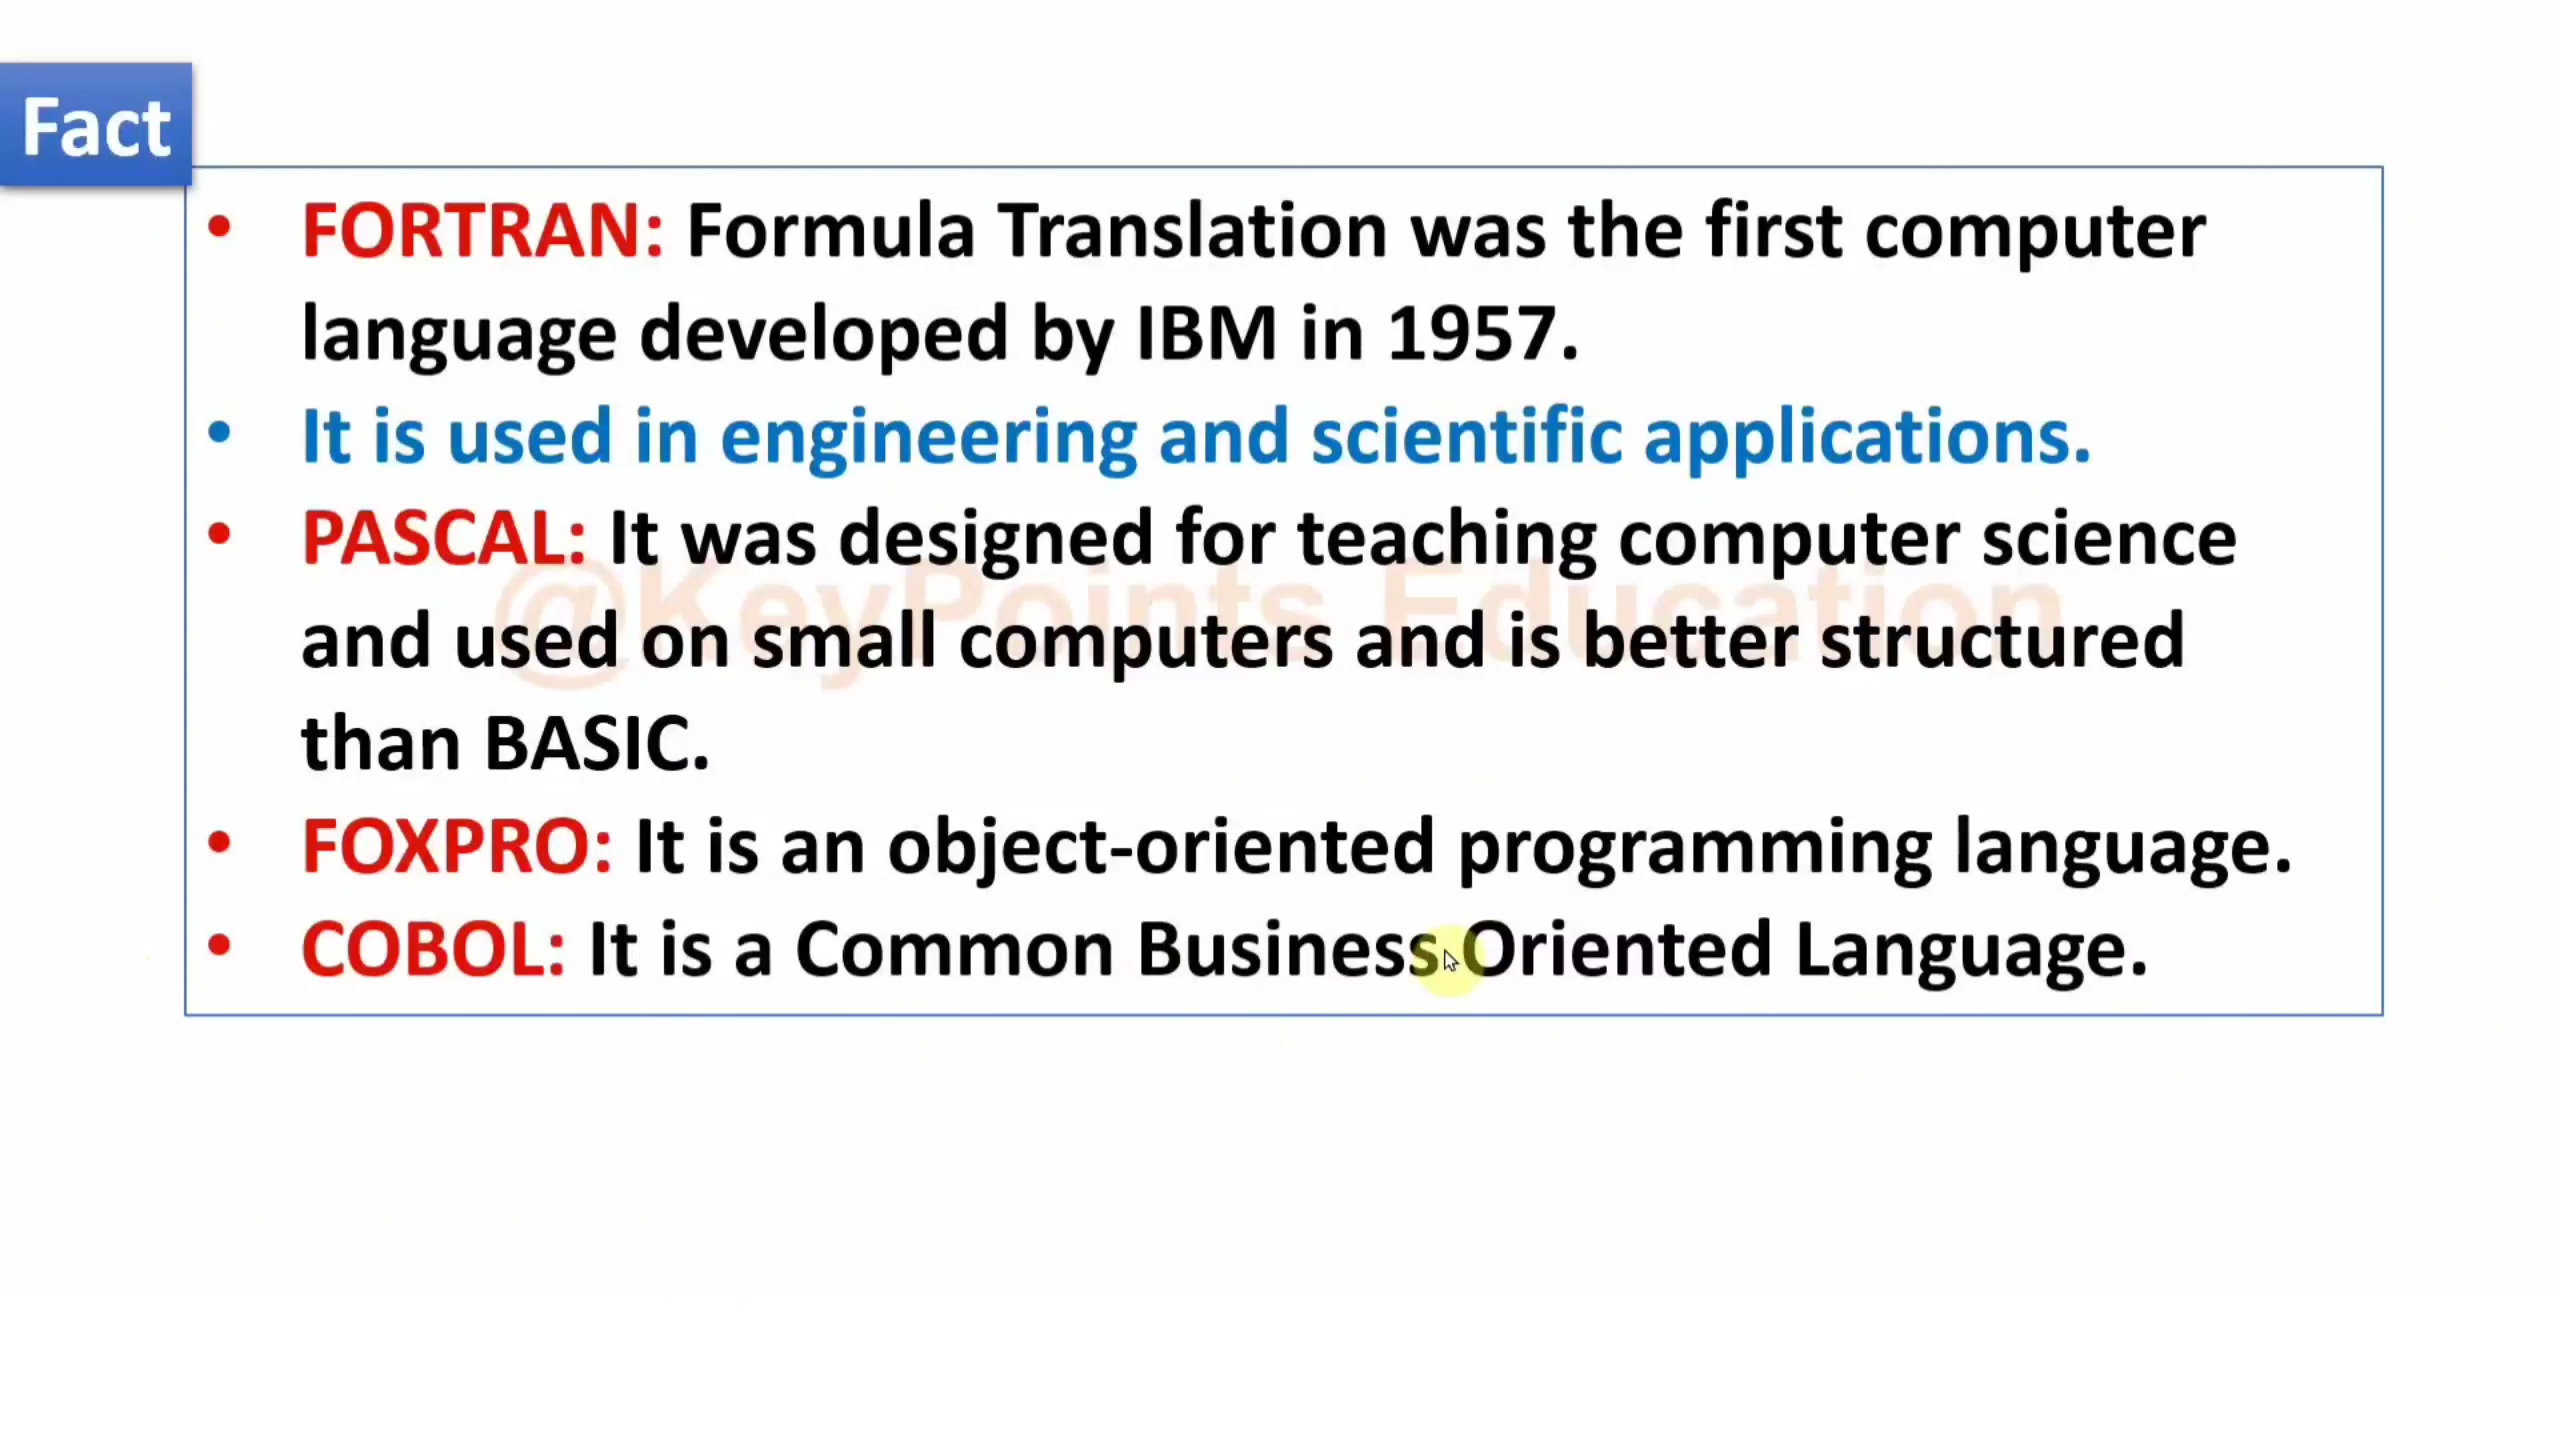 Fact
• FORTRAN: Formula Translation was the first computer
language developed by IBM in 1957.
• It is used in engineering and scientific applications.
• PASCAL: It was designed for teaching computer science
@KeyPoints Education
and used on small computers and is better structured
than BASIC.
• FOXPRO: It is an object-oriented programming language.
• COBOL: It is a Common Business Oriented Language.